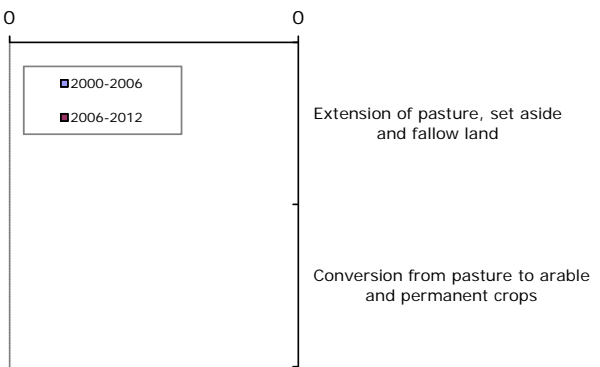 0 0
2000-2006
2006-2012
Extension of pasture, set aside
and fallow land
Conversion from pasture to arable
and permanent crops